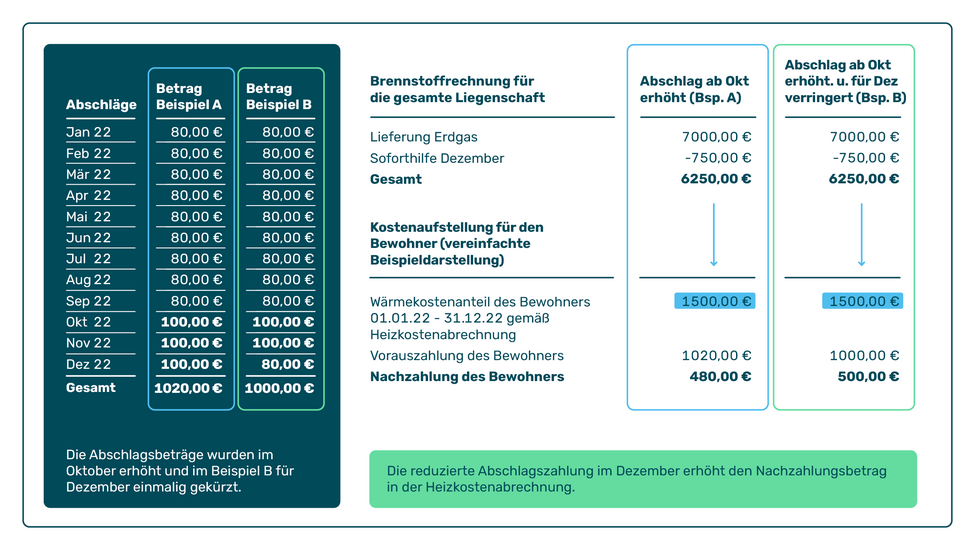 Abschläge Betrag Beispiel A Betrag Beispiel B
Jan 22 80,00 € 80,00 €
Feb 22 80,00 € 80,00 €
Mär 22 80,00 € 80,00 €
Apr 22 80,00 € 80,00 €
Mai 22 80,00 € 80,00 €
Jun 22 80,00 € 80,00 €
Jul 22 80,00 € 80,00 €
Aug 22 80,00 € 80,00 €
Sep 22 80,00 € 80,00 €
Okt 22 100,00 € 100,00 €
Nov 22 100,00 € 100,00 €
Dez 22 100,00 € 80,00 €
Gesamt 1020,00 € 1000,00 €
Die Abschlagsbeträge wurden im
Oktober erhöht und im Beispiel B für
Dezember einmalig gekürzt.
Brennstoffrechnung für
die gesamte Liegenschaft
Abschlag ab Okt
erhöht (Bsp. A)
Abschlag ab Okt
erhöht. u. für Dez
verringert (Bsp. B)
Lieferung Erdgas 7000,00 € 7000,00 €
Soforthilfe Dezember -750,00 € -750,00 €
Gesamt 6250,00 € 6250,00 €
Kostenaufstellung für den
Bewohner (vereinfachte
Beispieldarstellung)
Wärmekostenanteil des Bewohners 1500,00 € 1500,00 €
01.01.22 - 31.12.22 gemäß
Heizkostenabrechnung
Vorauszahlung des Bewohners 1020,00 € 1000,00 €
Nachzahlung des Bewohners 480,00 € 500,00 €
Die reduzierte Abschlagszahlung im Dezember erhöht den Nachzahlungsbetrag
in der Heizkostenabrechnung.